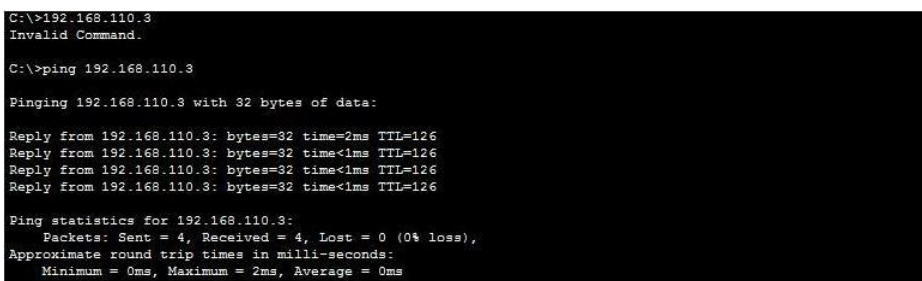 C:\>192.168.110.3
Invalid Command.
C:\>ping 192.168.110.3
Pinging 192.168.110.3 with 32 bytes of data:
Reply from 192.168.110.3: bytes=32 time=2ms TTL=126
Reply from 192.168.110.3: bytes=32 time<1ms TTL=126
Reply from 192.168.110.3: bytes=32 time<1ms TTL=126
Reply from 192.168.110.3: bytes=32 time<1ms TTL=126
Ping statistics for 192.168.110.3:
Packets: Sent = 4, Received = 4, Lost = 0 (0% loss),
Approximate round trip times in milli-seconds:
Minimum = 0ms, Maximum = 2ms, Average = 0ms